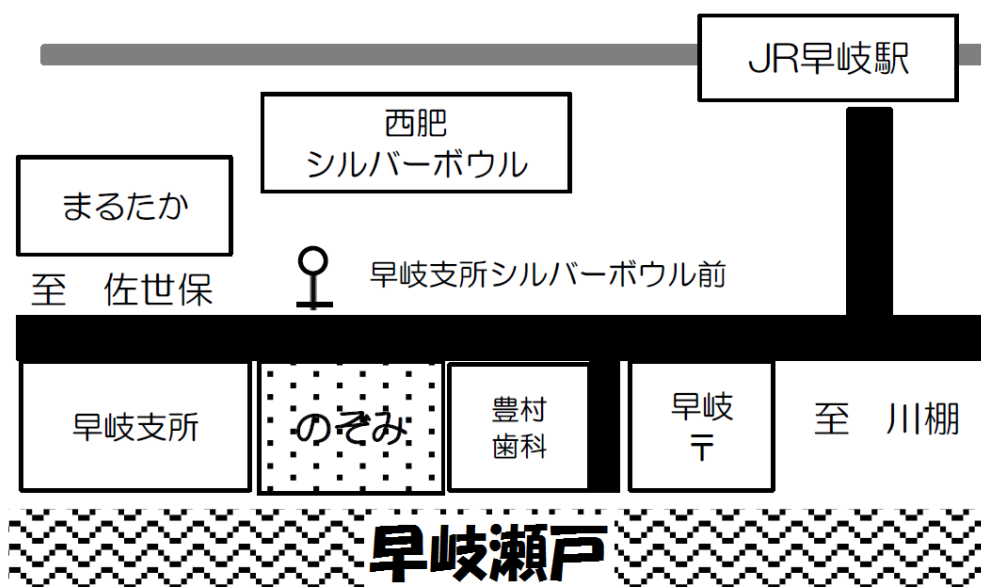 JR早岐駅
西肥
シルバーボウル
まるたか
至　佐世保
早岐支所シルバーボウル前
早岐支所
のぞみ
豊村
歯科
早岐
〒
至　川棚
早岐瀬戸